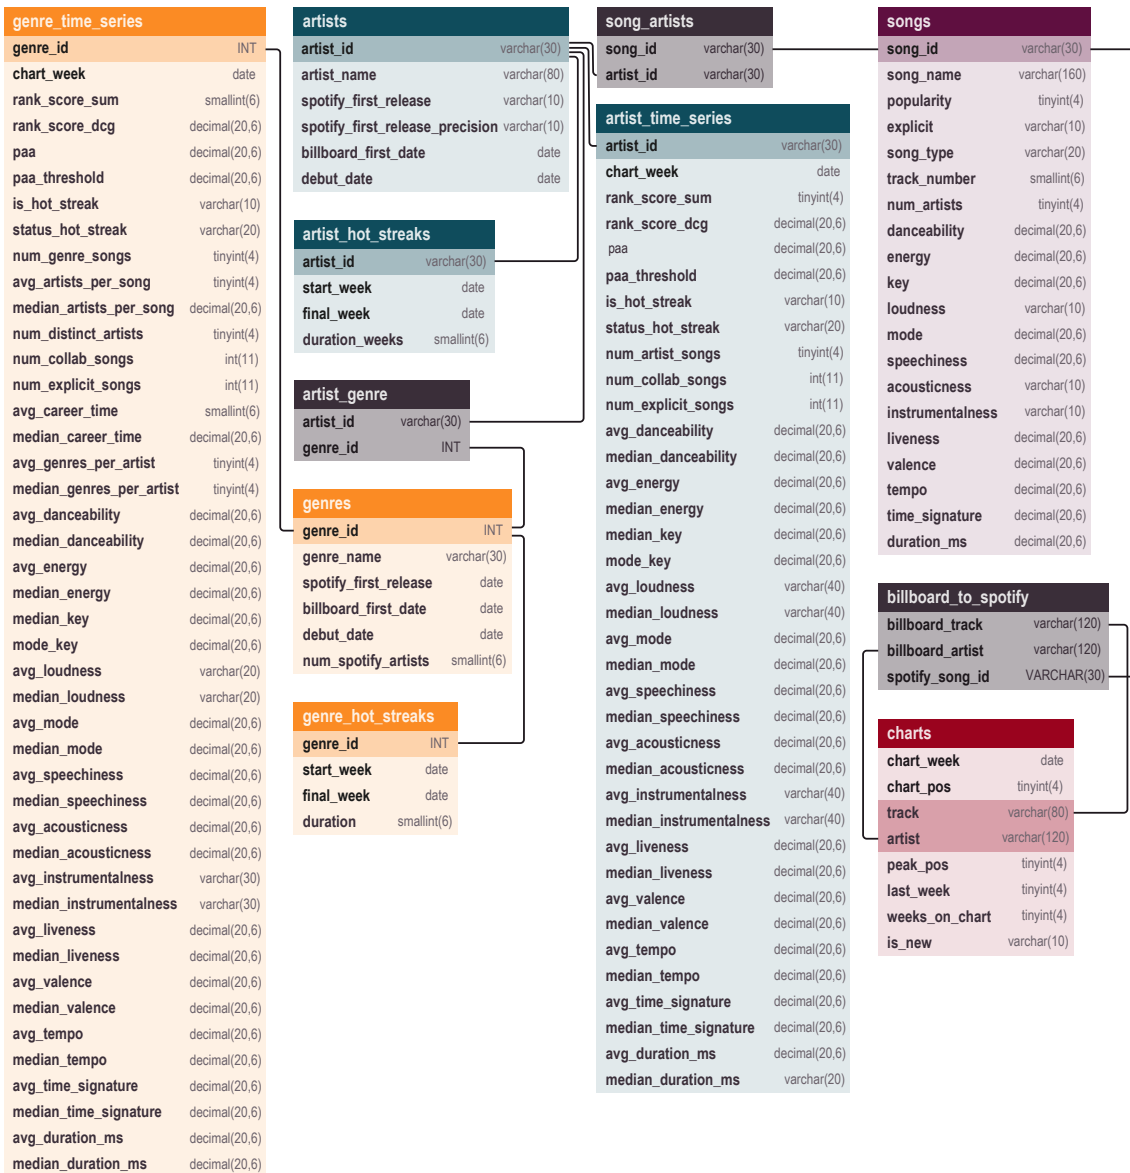 genre_time_series
genre_id INT
chart_week date
rank_score_sum smallint(6)
rank_score_dcg decimal(20,6)
paa decimal(20,6)
paa_threshold decimal(20,6)
is_hot_streak varchar(10)
status_hot_streak varchar(20)
num_genre_songs tinyint(4)
avg_artists_per_song tinyint(4)
median_artists_per_song decimal(20,6)
num_distinct_artists tinyint(4)
num_collab_songs int(11)
num_explicit_songs int(11)
avg_career_time smallint(6)
median_career_time decimal(20,6)
avg_genres_per_artist tinyint(4)
median_genres_per_artist tinyint(4)
avg_danceability decimal(20,6)
median_danceability decimal(20,6)
avg_energy decimal(20,6)
median_energy decimal(20,6)
median_key decimal(20,6)
mode_key decimal(20,6)
avg_loudness varchar(20)
median_loudness varchar(20)
avg_mode decimal(20,6)
median_mode decimal(20,6)
avg_speechiness decimal(20,6)
median_speechiness decimal(20,6)
avg_acousticness decimal(20,6)
median_acousticness decimal(20,6)
avg_instrumentalness varchar(30)
median_instrumentalness varchar(30)
avg_liveness decimal(20,6)
median_liveness decimal(20,6)
avg_valence decimal(20,6)
median_valence decimal(20,6)
avg_tempo decimal(20,6)
median_tempo decimal(20,6)
avg_time_signature decimal(20,6)
median_time_signature decimal(20,6)
avg_duration_ms decimal(20,6)
median_duration_ms decimal(20,6)
artists
artist_id varchar(30)
artist_name varchar(80)
spotify_first_release varchar(10)
spotify_first_release_precision varchar(10)
billboard_first_date date
debut_date date
artist_hot_streaks
artist_id varchar(30)
start_week date
final_week date
duration_weeks smallint(6)
artist_genre
artist_id varchar(30)
genre_id INT
genres
genre_id INT
genre_name varchar(30)
spotify_first_release date
billboard_first_date date
debut_date date
num_spotify_artists smallint(6)
genre_hot_streaks
genre_id INT
start_week date
final_week date
duration smallint(6)
song_artists
song_id varchar(30)
artist_id varchar(30)
artist_time_series
artist_id varchar(30)
chart_week date
rank_score_sum tinyint(4)
rank_score_dcg decimal(20,6)
paa decimal(20,6)
paa_threshold decimal(20,6)
is_hot_streak varchar(10)
status_hot_streak varchar(20)
num_artist_songs tinyint(4)
num_collab_songs int(11)
num_explicit_songs int(11)
avg_danceability decimal(20,6)
median_danceability decimal(20,6)
avg_energy decimal(20,6)
median_energy decimal(20,6)
median_key decimal(20,6)
mode_key decimal(20,6)
avg_loudness varchar(40)
median_loudness varchar(40)
avg_mode decimal(20,6)
median_mode decimal(20,6)
avg_speechiness decimal(20,6)
median_speechiness decimal(20,6)
avg_acousticness decimal(20,6)
median_acousticness decimal(20,6)
avg_instrumentalness varchar(40)
median_instrumentalness varchar(40)
avg_liveness decimal(20,6)
median_liveness decimal(20,6)
avg_valence decimal(20,6)
median_valence decimal(20,6)
avg_tempo decimal(20,6)
median_tempo decimal(20,6)
avg_time_signature decimal(20,6)
median_time_signature decimal(20,6)
avg_duration_ms decimal(20,6)
median_duration_ms varchar(20)
songs
song_id varchar(30)
song_name varchar(160)
popularity tinyint(4)
explicit varchar(10)
song_type varchar(20)
track_number smallint(6)
num_artists tinyint(4)
danceability decimal(20,6)
energy decimal(20,6)
key decimal(20,6)
loudness varchar(10)
mode decimal(20,6)
speechiness decimal(20,6)
acousticness varchar(10)
instrumentalness varchar(10)
liveness decimal(20,6)
valence decimal(20,6)
tempo decimal(20,6)
time_signature decimal(20,6)
duration_ms decimal(20,6)
billboard_to_spotify
billboard_track varchar(120)
billboard_artist varchar(120)
spotify_song_id VARCHAR(30)
charts
chart_week date
chart_pos tinyint(4)
track varchar(80)
artist varchar(120)
peak_pos tinyint(4)
last_week tinyint(4)
weeks_on_chart tinyint(4)
is_new varchar(10)